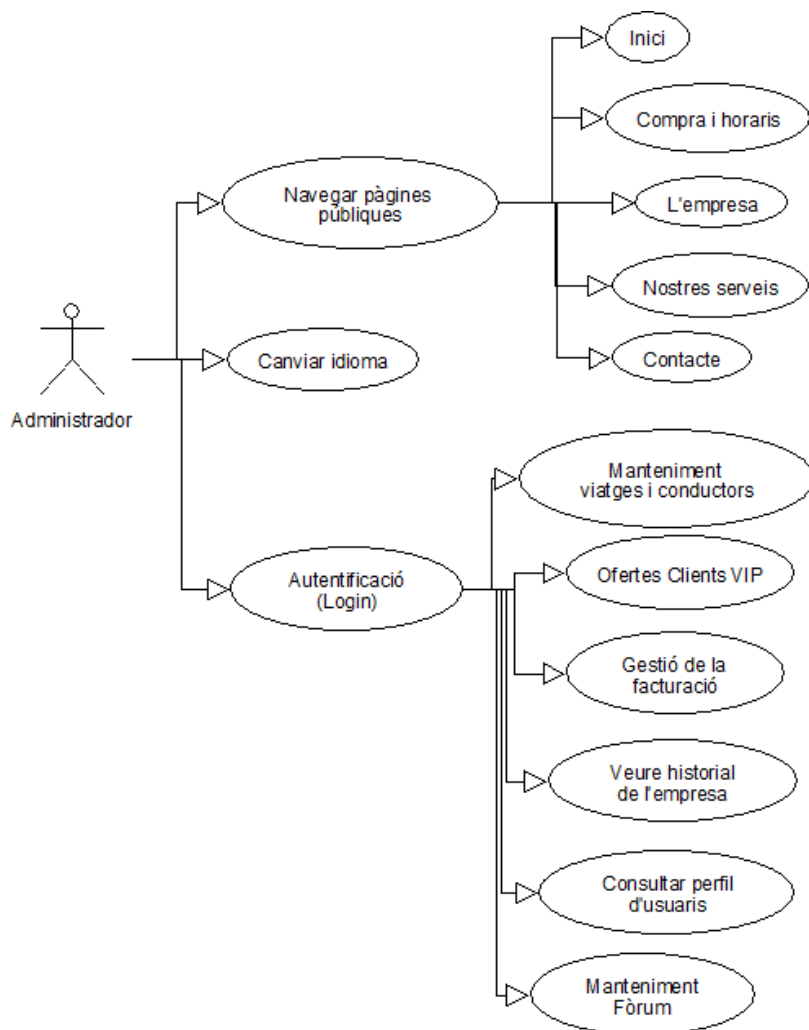 Inici
Compra i horaris
Navegar pàgines
públiques
L'empresa
Nostres serveis
Contacte
Canviar idioma
Administrador
Manteniment
viatges i conductors
Autentificació
(Login)
Ofertes Clients VIP
Gestió de la
facturació
Veure historial
de l'empresa
Consultar perfil
d'usuaris
Manteniment
Fòrum